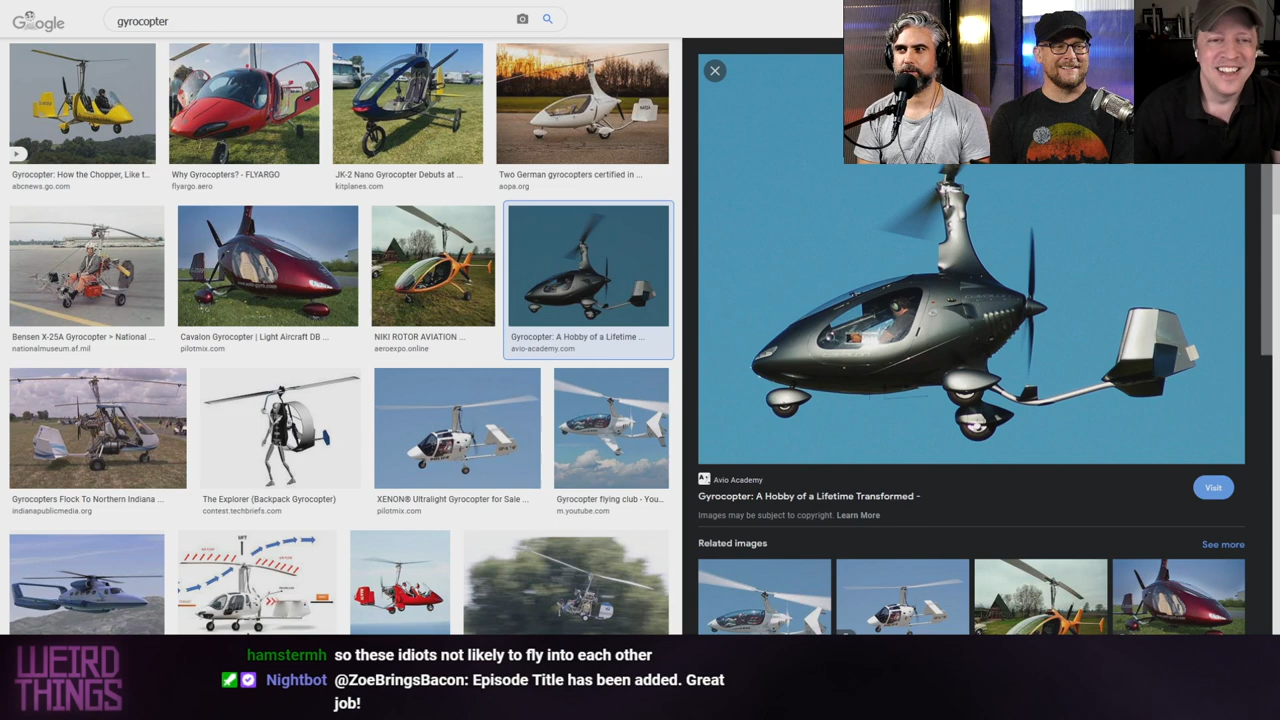 Google
gyrocopter
Gyrocopter: How the Chopper, Like t...
abcnews.go.com
Why Gyrocopters? - FLYARGO
flyargo.aero
JK-2 Nano Gyrocopter Debuts at ...
kitplanes.com
Two German gyrocopters certified in ...
aopa.org
Bensen X-25A Gyrocopter > National ...
nationalmuseum.af.mil
Cavalon Gyrocopter | Light Aircraft DB ...
pilotmix.com
NIKI ROTOR AVIATION ...
aeroexpo.online
Gyrocopter: A Hobby of a Lifetime ...
avio-academy.com
Gyrocopters Flock To Northern Indiana ...
indianapublicmedia.org
The Explorer (Backpack Gyrocopter)
contest.techbriefs.com
XENON® Ultralight Gyrocopter for Sale ...
pilotmix.com
Gyrocopter flying club - You...
m.youtube.com
Avio Academy
Gyrocopter: A Hobby of a Lifetime Transformed -
Visit
Images may be subject to copyright. Learn More
Related images
See more
WEIRD
THINGS
hamstermh so these idiots not likely to fly into each other
Nightbot @ZoeBringsBacon: Episode Title has been added. Great
job!